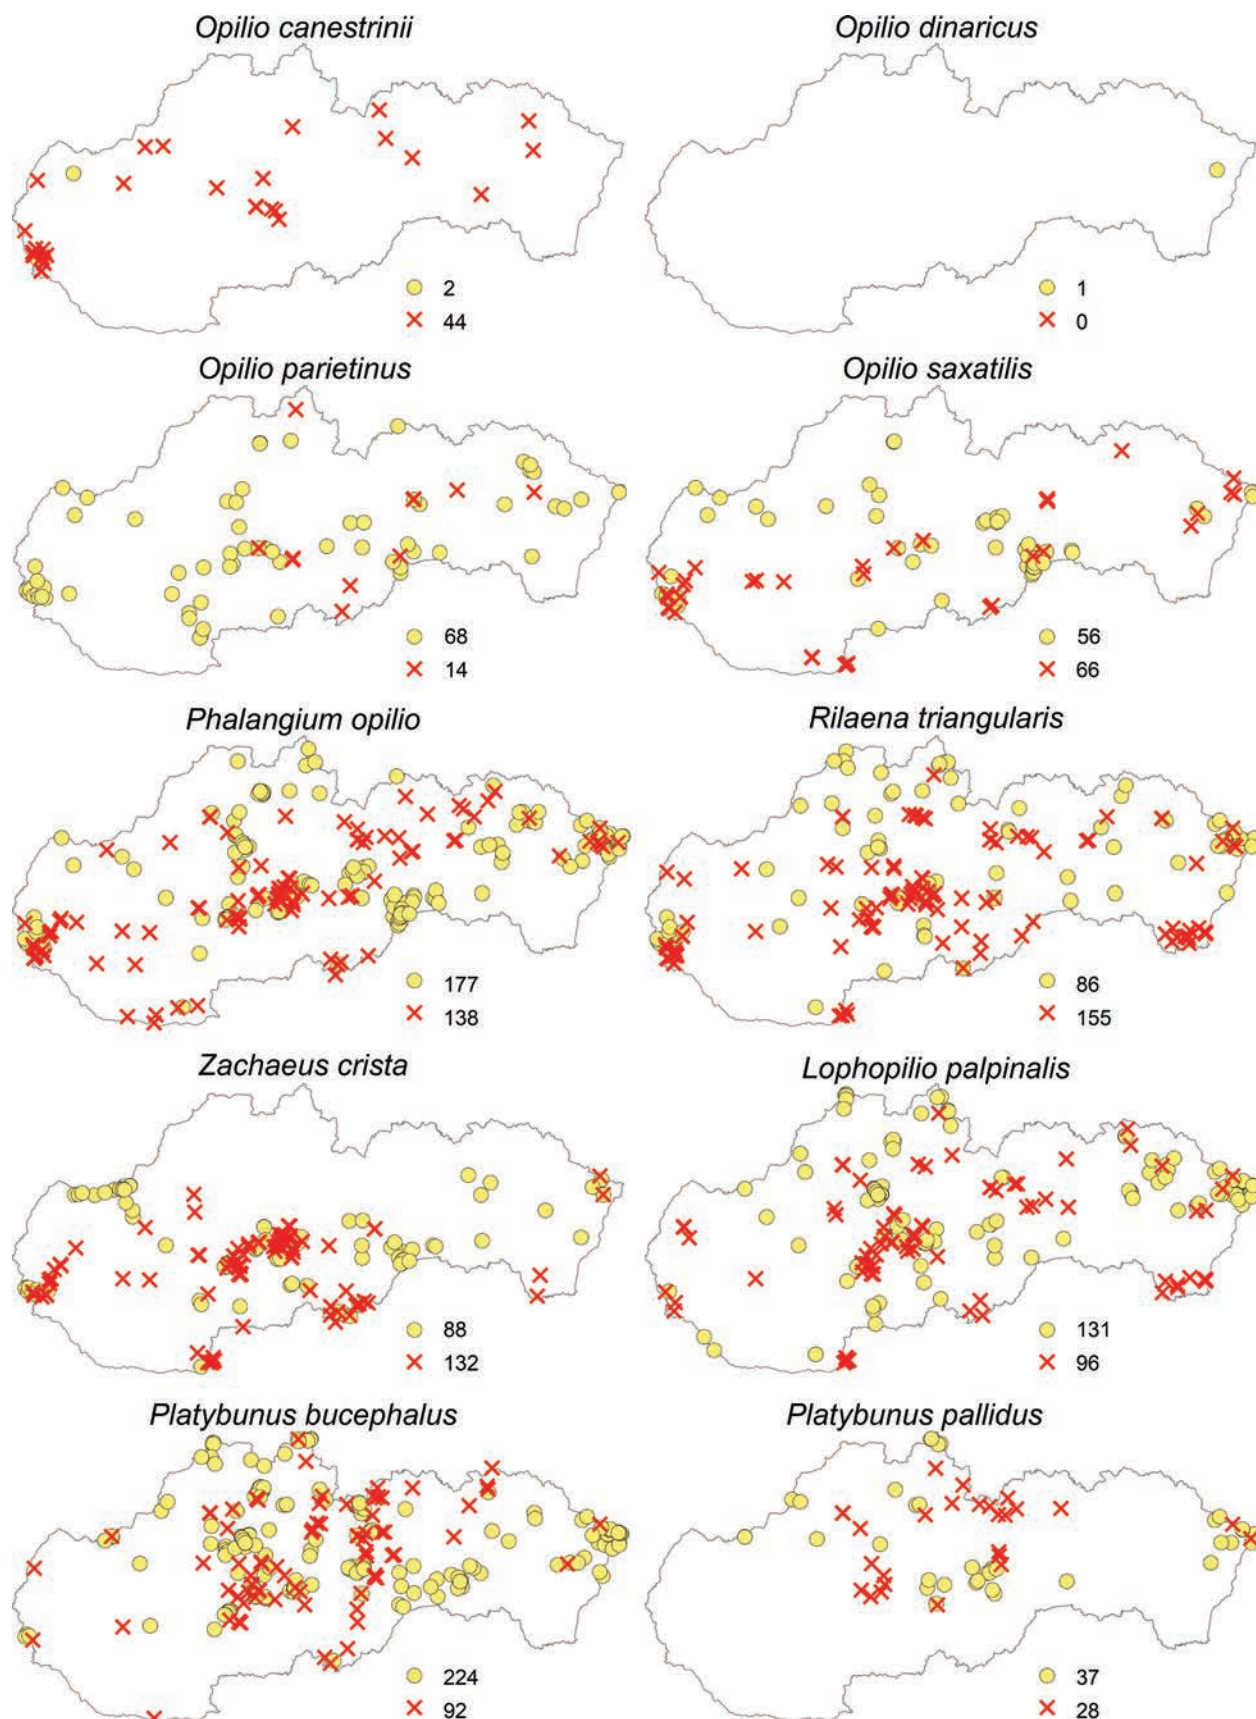 Opilio canestrinii
Opilio dinaricus
2
44
1
0
Opilio parietinus
Opilio saxatilis
68
14
56
66
Phalangium opilio
Rilaena triangularis
177
138
86
155
Zachaeus crista
Lophopilio palpinalis
88
132
131
96
Platybunus bucephalus
Platybunus pallidus
224
92
37
28